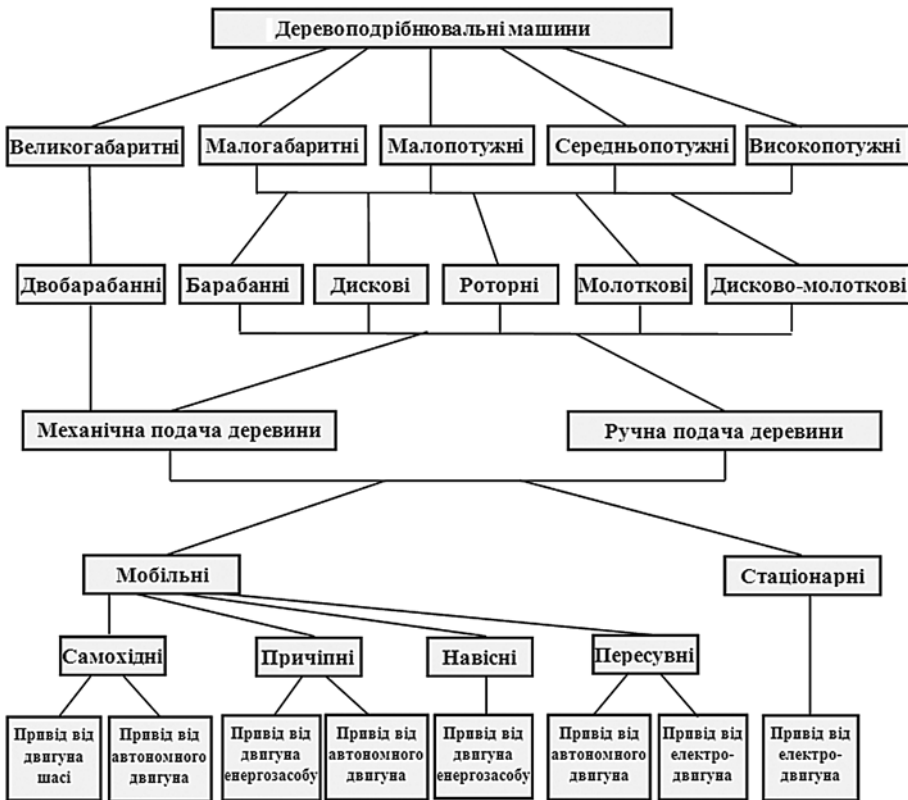 Деревоподрібнювальні машини
Великогабаритні
Малогабаритні
Малопотужні
Середньопотужні
Високопотужні
Двобарабанні
Барабанні
Дискові
Роторні
Молоткові
Дисково-молоткові
Механічна подача деревини
Ручна подача деревини
Мобільні
Стаціонарні
Самохідні
Причіпні
Навісні
Пересувні
Привід від
двигуна
шасі
Привід від
автономного
двигуна
Привід від
двигуна
енергозасобу
Привід від
автономного
двигуна
Привід від
двигуна
енергозасобу
Привід від
автономного
двигуна
Привід від
електро-
двигуна
Привід від
електро-
двигуна